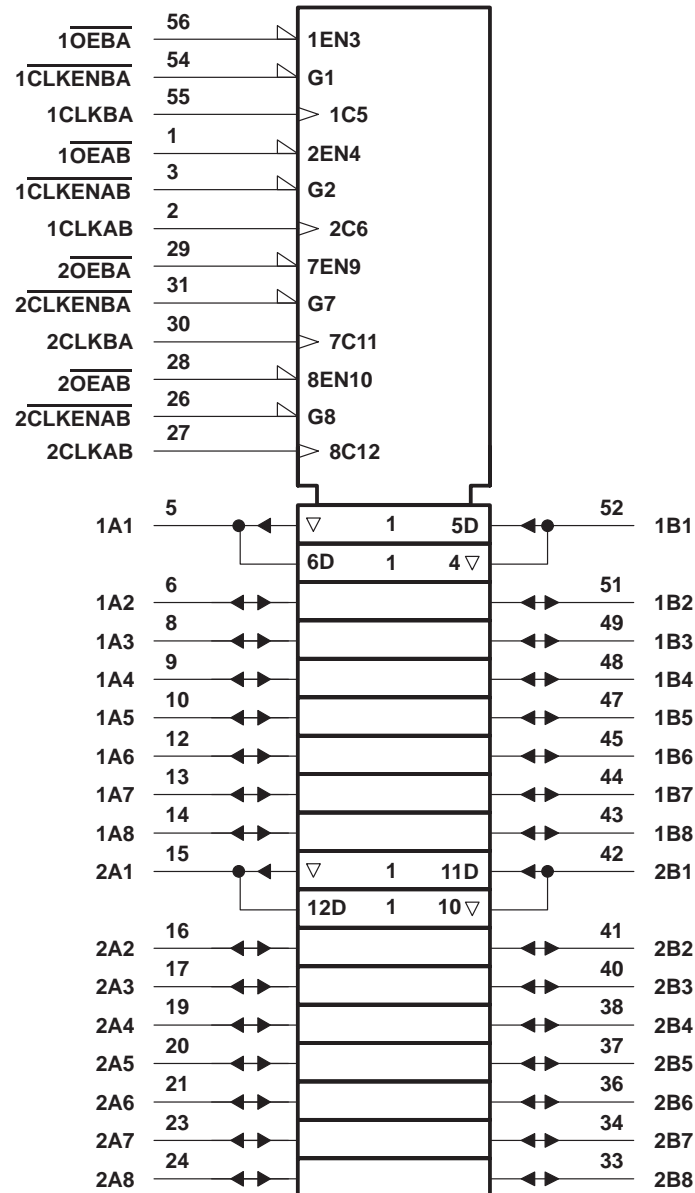 56
1OEBA 1EN3
54
1CLKENBA G1
55
1CLKBA 1C5
1
1OEAB 2EN4
3
1CLKENAB G2
2
1CLKAB 2C6
29
2OEBA 7EN9
31
2CLKENBA G7
30
2CLKBA 7C11
28
2OEAB 8EN10
26
2CLKENAB G8
27
2CLKAB 8C12
5 52
1A1 ▽ 1 5D 1B1
6D 1 4 ▽
6 51
1A2 1B2
8 49
1A3 1B3
9 48
1A4 1B4
10 47
1A5 1B5
12 45
1A6 1B6
13 44
1A7 1B7
14 43
1A8 1B8
15 42
2A1 ▽ 1 11D 2B1
12D 1 10 ▽
16 41
2A2 2B2
17 40
2A3 2B3
19 38
2A4 2B4
20 37
2A5 2B5
21 36
2A6 2B6
23 34
2A7 2B7
24 33
2A8 2B8